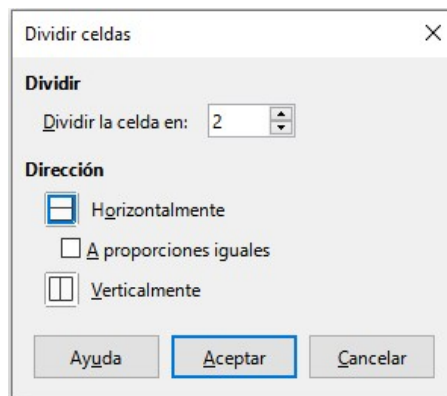 Dividir celdas
Dividir
Dividir la celda en: 2
Dirección
Horizontalmente
A proporciones iguales
Verticalmente
Ayuda Aceptar Cancelar